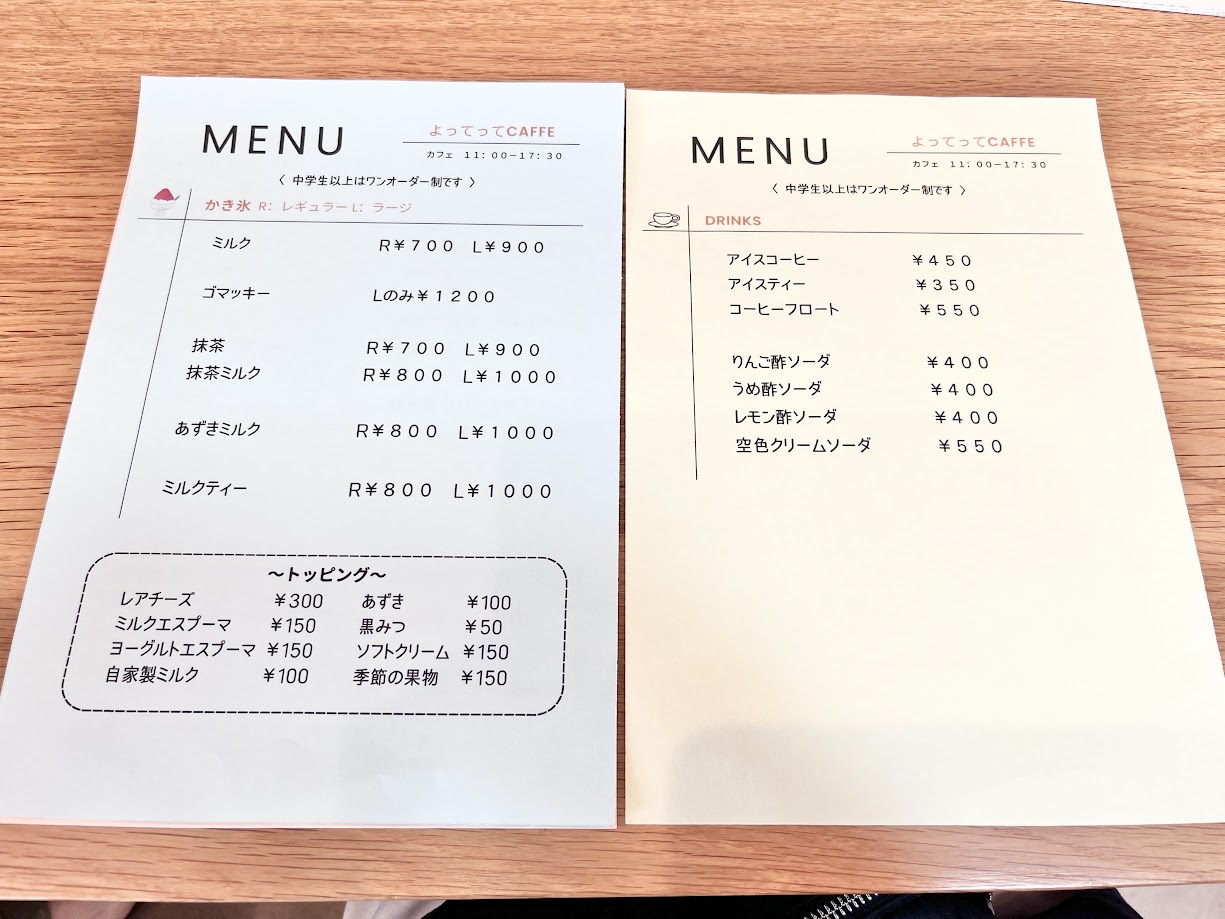 MENU
よってってCAFFE
カフェ 11:00-17:30
〈 中学生以上はワンオーダー制です 〉
かき氷 R: レギュラー L: ラージ
ミルク R¥700 L¥900
ゴマッキー Lのみ¥1200
抹茶 R¥700 L¥900
抹茶ミルク R¥800 L¥1000
あずきミルク R¥800 L¥1000
ミルクティー R¥800 L¥1000
～トッピング～
レアチーズ ¥300 あずき ¥100
ミルクエスプーマ ¥150 黒みつ ¥50
ヨーグルトエスプーマ ¥150 ソフトクリーム ¥150
自家製ミルク ¥100 季節の果物 ¥150
MENU
よってってCAFFE
カフェ 11:00-17:30
〈 中学生以上はワンオーダー制です 〉
DRINKS
アイスコーヒー ¥450
アイスティー ¥350
コーヒーフロート ¥550
りんご酢ソーダ ¥400
うめ酢ソーダ ¥400
レモン酢ソーダ ¥400
空色クリームソーダ ¥550